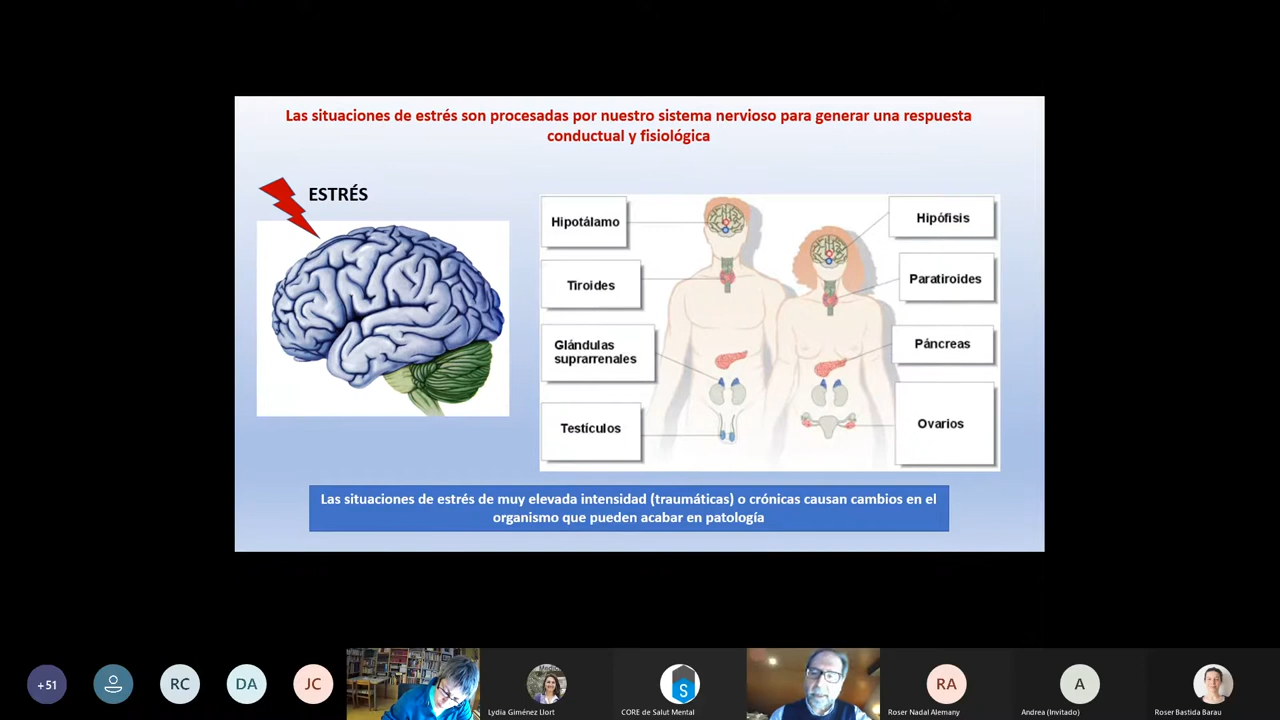 Las situaciones de estrés son procesadas por nuestro sistema nervioso para generar una respuesta
conductual y fisiológica
ESTRÉS
Hipotálamo
Hipófisis
Tiroides
Paratiroides
Glándulas
suprarrenales
Páncreas
Testículos
Ovarios
Las situaciones de estrés de muy elevada intensidad (traumáticas) o crónicas causan cambios en el
organismo que pueden acabar en patología
+51
RC
DA
JC
Lydia Giménez Llort
S
CORE de Salut Mental
RA
Roser Nadal Alemany
A
Andrea (Invitado)
Roser Bastida Barau